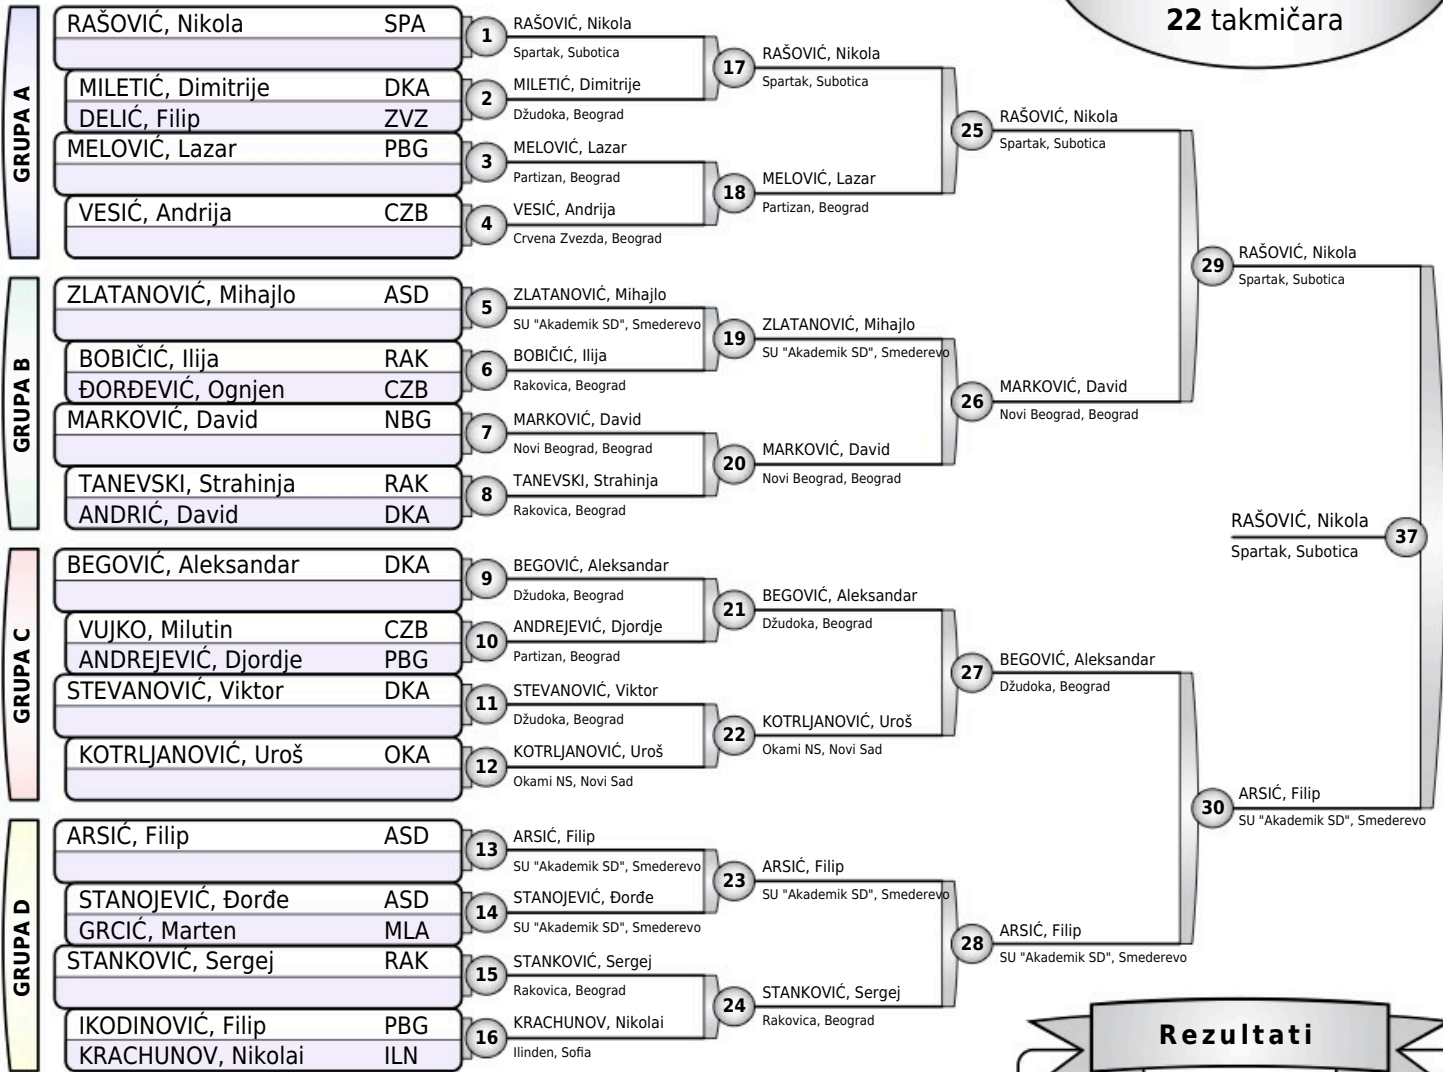 22 takmičara
GRUPA A
RAŠOVIĆ, Nikola SPA
MILETIĆ, Dimitrije DKA
DELIĆ, Filip ZVZ
MELOVIĆ, Lazar PBG
VESIĆ, Andrija CZB
GRUPA B
ZLATANOVIĆ, Mihajlo ASD
BOBIČIĆ, Ilija RAK
ĐORĐEVIĆ, Ognjen CZB
MARKOVIĆ, David NBG
TANEVSKI, Strahinja RAK
ANDRIĆ, David DKA
GRUPA C
BEGOVIĆ, Aleksandar DKA
VUJKO, Milutin CZB
ANDREJEVIĆ, Djordje PBG
STEVANOVIĆ, Viktor DKA
KOTRLJANOVIĆ, Uroš OKA
GRUPA D
ARSIĆ, Filip ASD
STANOJEVIĆ, Đorđe ASD
GRCIĆ, Marten MLA
STANKOVIĆ, Sergej RAK
IKODINOVIĆ, Filip PBG
KRACHUNOV, Nikolai ILN
1 RAŠOVIĆ, Nikola
Spartak, Subotica
2 MILETIĆ, Dimitrije
Džudoka, Beograd
3 MELOVIĆ, Lazar
Partizan, Beograd
4 VESIĆ, Andrija
Crvena Zvezda, Beograd
5 ZLATANOVIĆ, Mihajlo
SU "Akademik SD", Smederevo
6 BOBIČIĆ, Ilija
Rakovica, Beograd
7 MARKOVIĆ, David
Novi Beograd, Beograd
8 TANEVSKI, Strahinja
Rakovica, Beograd
9 BEGOVIĆ, Aleksandar
Džudoka, Beograd
10 ANDREJEVIĆ, Djordje
Partizan, Beograd
11 STEVANOVIĆ, Viktor
Džudoka, Beograd
12 KOTRLJANOVIĆ, Uroš
Okami NS, Novi Sad
13 ARSIĆ, Filip
SU "Akademik SD", Smederevo
14 STANOJEVIĆ, Đorđe
SU "Akademik SD", Smederevo
15 STANKOVIĆ, Sergej
Rakovica, Beograd
16 KRACHUNOV, Nikolai
Ilinden, Sofia
17 RAŠOVIĆ, Nikola
Spartak, Subotica
18 MELOVIĆ, Lazar
Partizan, Beograd
19 ZLATANOVIĆ, Mihajlo
SU "Akademik SD", Smederevo
20 MARKOVIĆ, David
Novi Beograd, Beograd
21 BEGOVIĆ, Aleksandar
Džudoka, Beograd
22 KOTRLJANOVIĆ, Uroš
Okami NS, Novi Sad
23 ARSIĆ, Filip
SU "Akademik SD", Smederevo
24 STANKOVIĆ, Sergej
Rakovica, Beograd
25 RAŠOVIĆ, Nikola
Spartak, Subotica
26 MARKOVIĆ, David
Novi Beograd, Beograd
27 BEGOVIĆ, Aleksandar
Džudoka, Beograd
28 ARSIĆ, Filip
SU "Akademik SD", Smederevo
29 RAŠOVIĆ, Nikola
Spartak, Subotica
30 ARSIĆ, Filip
SU "Akademik SD", Smederevo
RAŠOVIĆ, Nikola 37
Spartak, Subotica
Rezultati